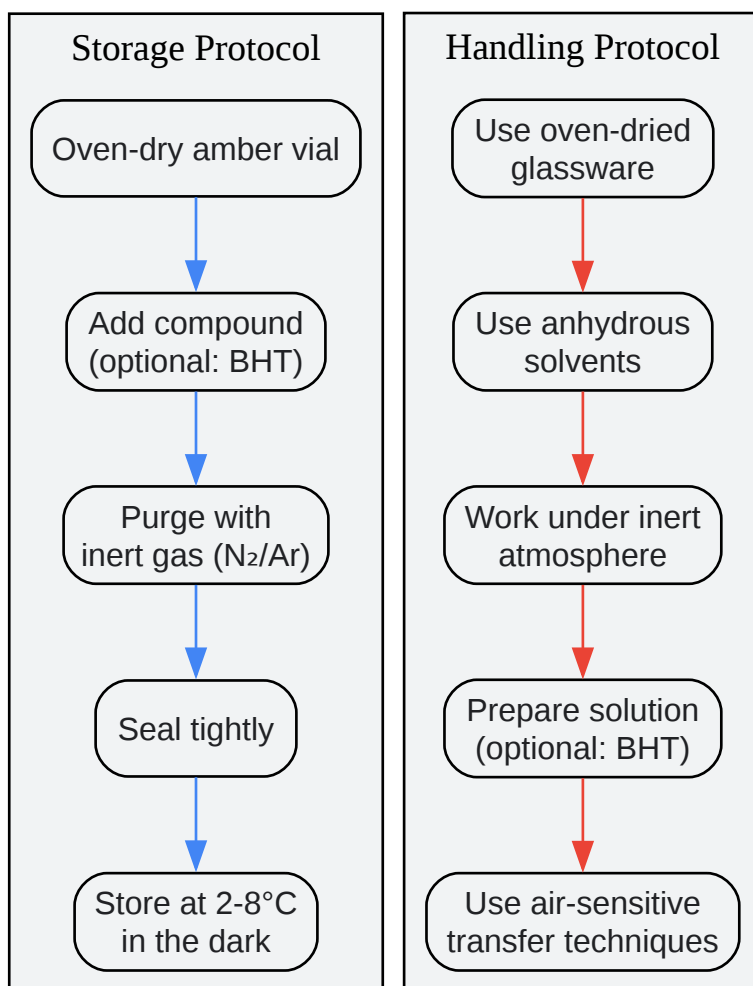 Storage Protocol
Oven-dry amber vial
Add compound
(optional: BHT)
Purge with
inert gas (N₂/Ar)
Seal tightly
Store at 2-8°C
in the dark
Handling Protocol
Use oven-dried
glassware
Use anhydrous
solvents
Work under inert
atmosphere
Prepare solution
(optional: BHT)
Use air-sensitive
transfer techniques